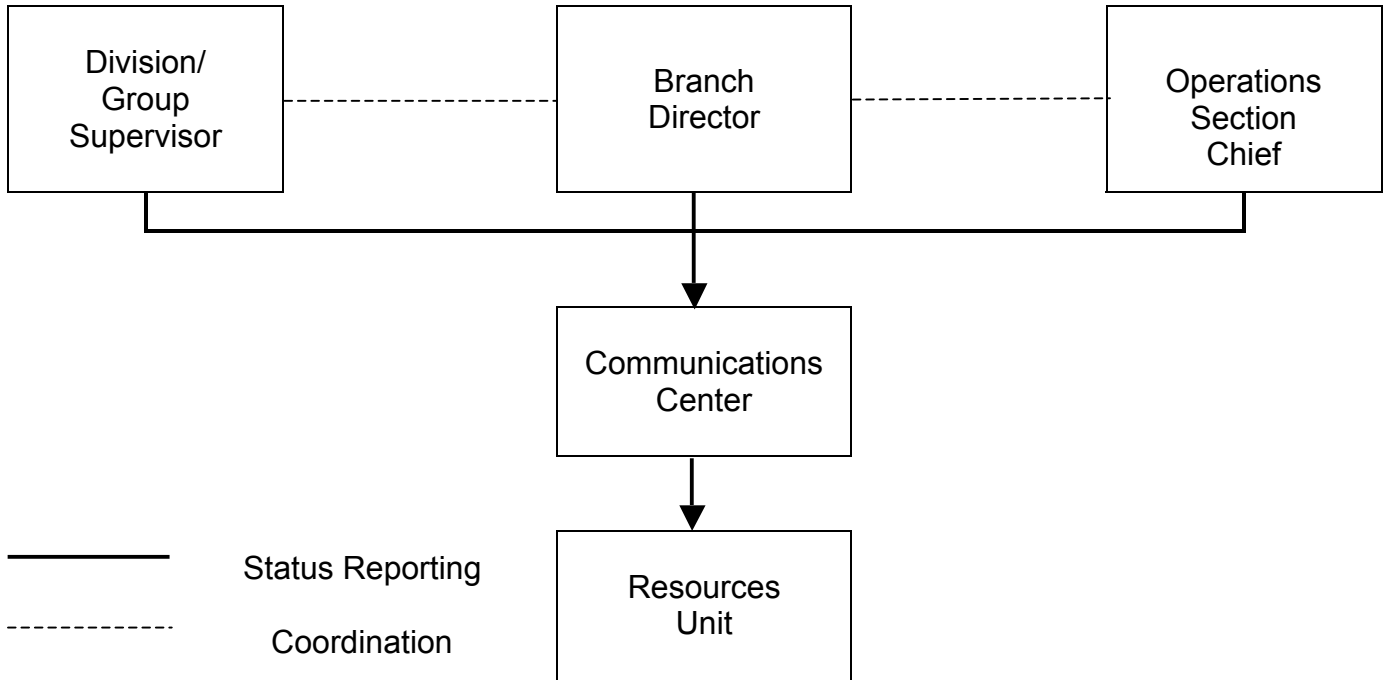 Division/
Group
Supervisor
Branch
Director
Operations
Section
Chief
Communications
Center
Resources
Unit
Status Reporting
Coordination